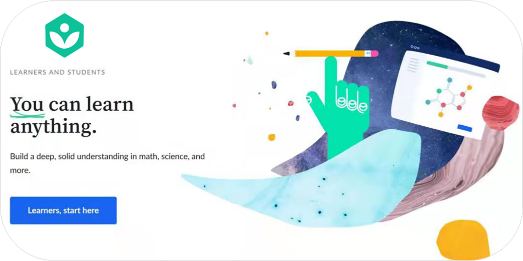 LEARNERS AND STUDENTS
You can learn
anything.
Build a deep, solid understanding in math, science, and
more.
Learners, start here